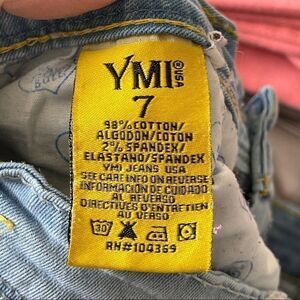 YMI® USA
7
98% COTTON/
ALGODON/COTON
2% SPANDEX/
ELASTANO/SPANDEX
YMI JEANS USA
SEE CARE INFO ON REVERSE
INFORMACIÓN DE CUIDADO
AL REVERSO
DIRECTIVES D'ENTRETIEN
AU VERSO
30
RN#104369